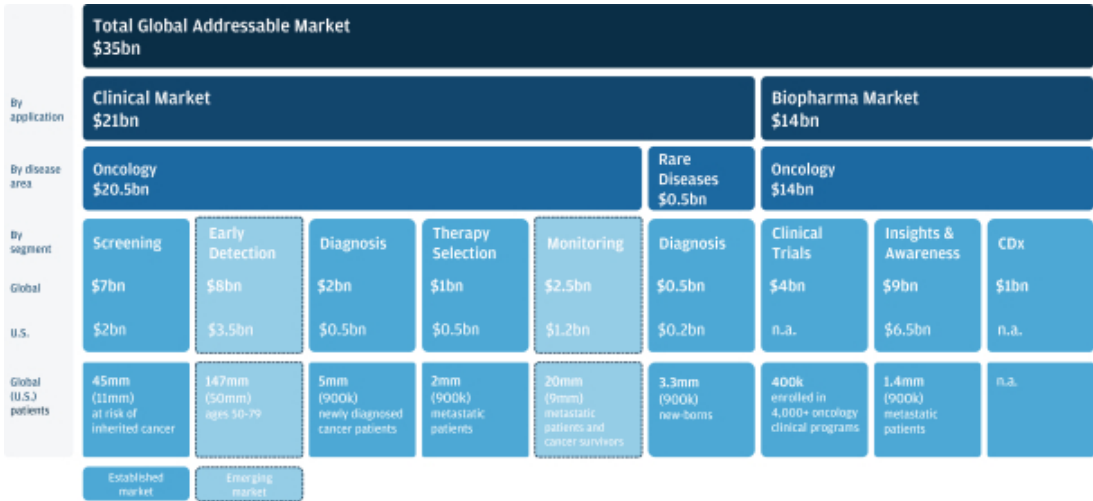 Total Global Addressable Market
$35bn
By
application
Clinical Market
$21bn
Biopharma Market
$14bn
By disease
area
Oncology
$20.5bn
Rare
Diseases
$0.5bn
Oncology
$14bn
By
segment
Screening
Early
Detection
Diagnosis
Therapy
Selection
Monitoring
Diagnosis
Clinical
Trials
Insights &
Awareness
CDx
Global
$7bn
$8bn
$2bn
$1bn
$2.5bn
$0.5bn
$4bn
$9bn
$1bn
U.S.
$2bn
$3.5bn
$0.5bn
$0.5bn
$1.2bn
$0.2bn
n.a.
$6.5bn
n.a.
Global
(U.S.)
patients
45mm
(11mm)
at risk of
inherited cancer
147mm
(50mm)
ages 50-79
5mm
(900k)
newly diagnosed
cancer patients
2mm
(900k)
metastatic
patients
20mm
(9mm)
metastatic
patients and
cancer survivors
3.3mm
(900k)
new-borns
400k
enrolled in
4,000+ oncology
clinical programs
1.4mm
(900k)
metastatic
patients
n.a.
Established
market
Emerging
market